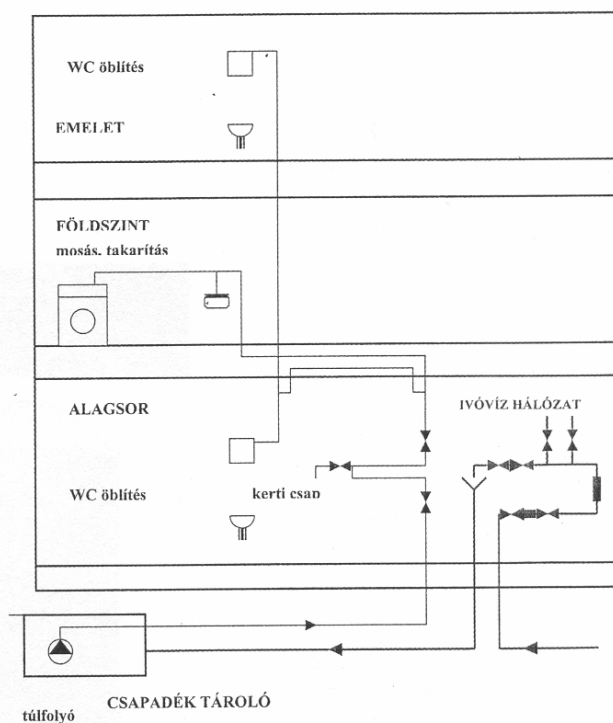 WC öblítés
EMELET
FÖLDSZINT
mosás. takarítás
ALAGSOR
IVÓVÍZ HÁLÓZAT
WC öblítés
kerti csap
CSAPADÉK TÁROLÓ
túlfolyó